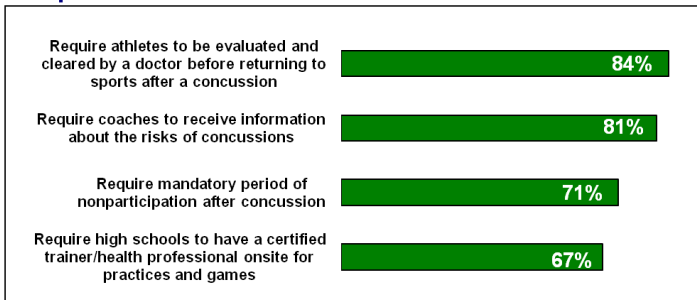 Require athletes to be evaluated and
cleared by a doctor before returning to
sports after a concussion
84%
Require coaches to receive information
about the risks of concussions
81%
Require mandatory period of
nonparticipation after concussion
71%
Require high schools to have a certified
trainer/health professional onsite for
practices and games
67%